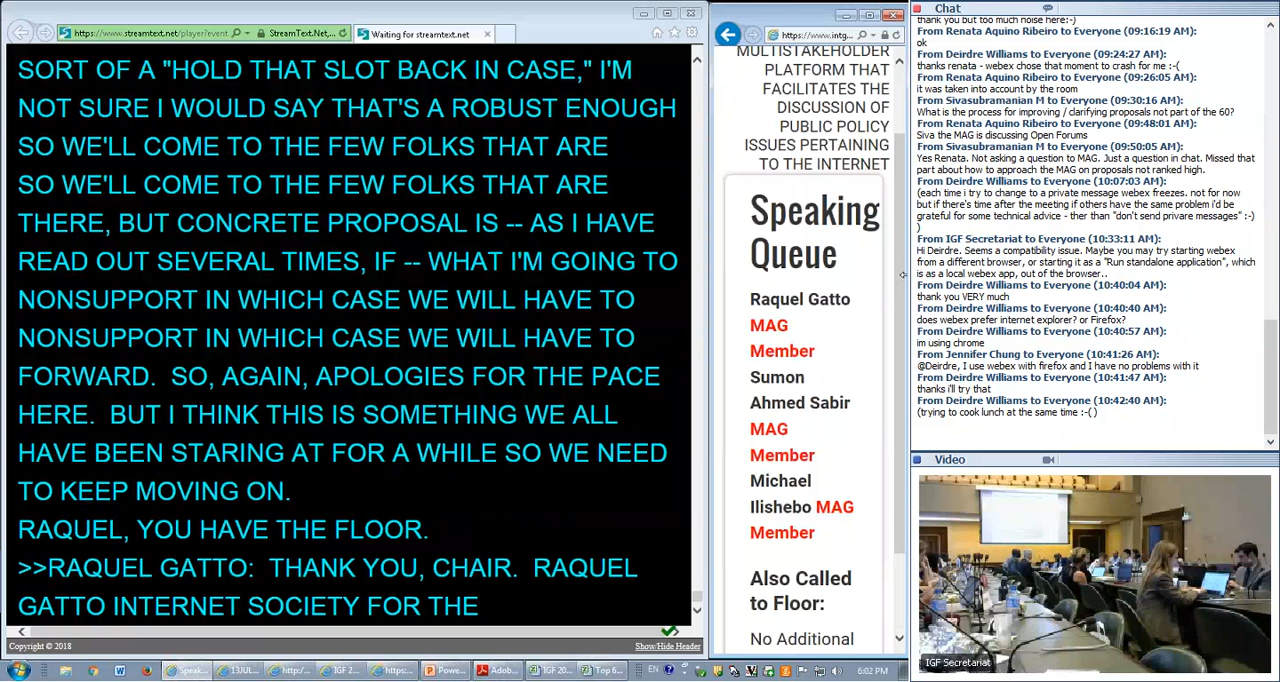 https://www.streamtext.net/player?event
StreamText.Net,...
Waiting for streamtext.net
SORT OF A "HOLD THAT SLOT BACK IN CASE," I'M
NOT SURE I WOULD SAY THAT'S A ROBUST ENOUGH
SO WE'LL COME TO THE FEW FOLKS THAT ARE
SO WE'LL COME TO THE FEW FOLKS THAT ARE
THERE, BUT CONCRETE PROPOSAL IS -- AS I HAVE
READ OUT SEVERAL TIMES, IF -- WHAT I'M GOING TO
NONSUPPORT IN WHICH CASE WE WILL HAVE TO
NONSUPPORT IN WHICH CASE WE WILL HAVE TO
FORWARD.  SO, AGAIN, APOLOGIES FOR THE PACE
HERE.  BUT I THINK THIS IS SOMETHING WE ALL
HAVE BEEN STARING AT FOR A WHILE SO WE NEED
TO KEEP MOVING ON.
RAQUEL, YOU HAVE THE FLOOR.
>>RAQUEL GATTO:  THANK YOU, CHAIR.  RAQUEL
GATTO INTERNET SOCIETY FOR THE
Copyright © 2018
Show/Hide Header
https://www.intg...
MULTISTAKEHOLDER
PLATFORM THAT
FACILITATES THE
DISCUSSION OF
PUBLIC POLICY
ISSUES PERTAINING
TO THE INTERNET
Speaking
Queue
Raquel Gatto
MAG
Member
Sumon
Ahmed Sabir
MAG
Member
Michael
Ilishebo MAG
Member
Also Called
to Floor:
No Additional
Chat
thank you but too much noise here:-)
From Renata Aquino Ribeiro to Everyone (09:16:19 AM):
ok
From Deirdre Williams to Everyone (09:24:27 AM):
thanks renata - webex chose that moment to crash for me :-(
From Renata Aquino Ribeiro to Everyone (09:26:05 AM):
it was taken into account by the room
From Sivasubramanian M to Everyone (09:30:16 AM):
What is the process for improving / clarifying proposals not part of the 60?
From Renata Aquino Ribeiro to Everyone (09:48:01 AM):
Siva the MAG is discussing Open Forums
From Sivasubramanian M to Everyone (09:50:05 AM):
Yes Renata. Not asking a question to MAG. Just a question in chat. Missed that
part about how to approach the MAG on proposals not ranked high.
From Deirdre Williams to Everyone (10:07:03 AM):
(each time i try to change to a private message webex freezes. not for now
but if there's time after the meeting if others have the same problem i'd be
grateful for some technical advice - ther than "don't send privare messages" :-)
)
From IGF Secretariat to Everyone (10:33:11 AM):
Hi Deirdre. Seems a compatibility issue. Maybe you may try starting webex
from a different browser, or starting it as a "Run standalone application", which
is as a local webex app, out of the browser..
From Deirdre Williams to Everyone (10:40:04 AM):
thank you VERY much
From Deirdre Williams to Everyone (10:40:40 AM):
does webex prefer internet explorer? or Firefox?
From Deirdre Williams to Everyone (10:40:57 AM):
im using chrome
From Jennifer Chung to Everyone (10:41:26 AM):
@Deirdre, I use webex with firefox and I have no problems with it
From Deirdre Williams to Everyone (10:41:47 AM):
thanks i'll try that
From Deirdre Williams to Everyone (10:42:40 AM):
(trying to cook lunch at the same time :-( )
Video
IGF Secretariat
Speak...
13JUL...
http:/...
IGF 2...
https:...
Powe...
Adob...
IGF 20...
Top 6...
EN
6:02 PM